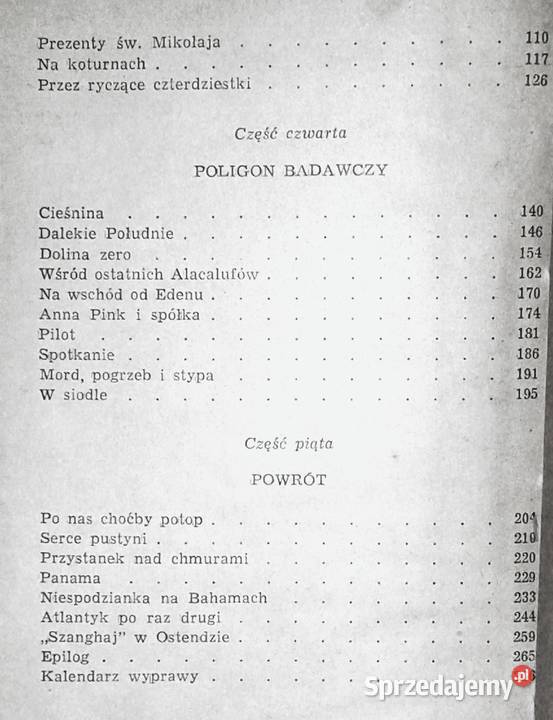 Prezenty św. Mikolaja . . . . . . . . 110
Na koturnach . . . . . . . . . . . 117
Przez ryczące czterdziestki . . . . . . . 126
Część czwarta
POLIGON BADAWCZY
Cieśnina . . . . . . . . . . . . 140
Dalekie Południe . . . . . . . . . . 146
Dolina zero . . . . . . . . . . . 154
Wśród ostatnich Alacalufów . . . . . . . 162
Na wschód od Edenu . . . . . . . . . 170
Anna Pink i spółka . . . . . . . . . 174
Pilot . . . . . . . . . . . . . 181
Spotkanie . . . . . . . . . . . . 186
Mord, pogrzeb i stypa . . . . . . . . 191
W siodle . . . . . . . . . . . . 195
Część piąta
POWRÓT
Po nas choćby potop . . . . . . . . . 204
Serce pustyni . . . . . . . . . . . 210
Przystanek nad chmurami . . . . . . . 220
Panama . . . . . . . . . . . . 229
Niespodzianka na Bahamach . . . . . . 233
Atlantyk po raz drugi . . . . . . . . 244
„Szanghaj” w Ostendzie . . . . . . . . 259
Epilog . . . . . . . . . . . . . 265
Kalendarz wyprawy . . . . . . . . .
Sprzedajemy .pl